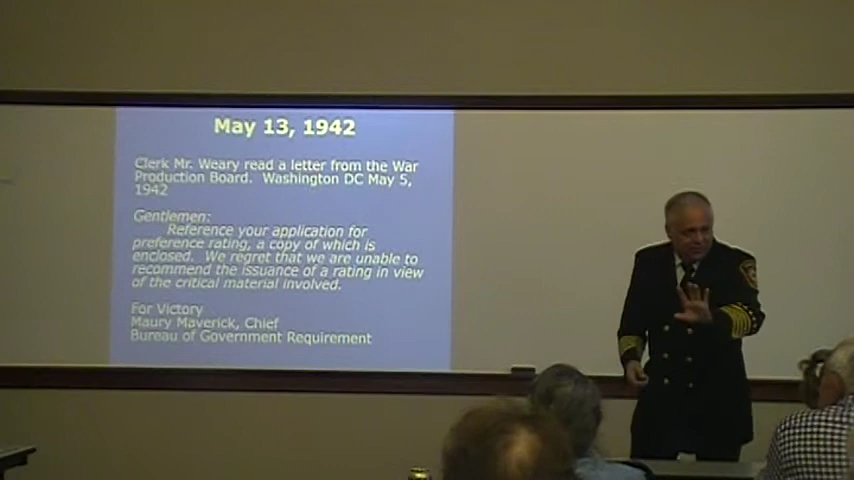 May 13, 1942
Clerk Mr. Weary read a letter from the War
Production Board. Washington DC May 5,
1942
Gentlemen:
Reference your application for
preference rating, a copy of which is
enclosed. We regret that we are unable to
recommend the issuance of a rating in view
of the critical material involved.
For Victory
Maury Maverick, Chief
Bureau of Government Requirement